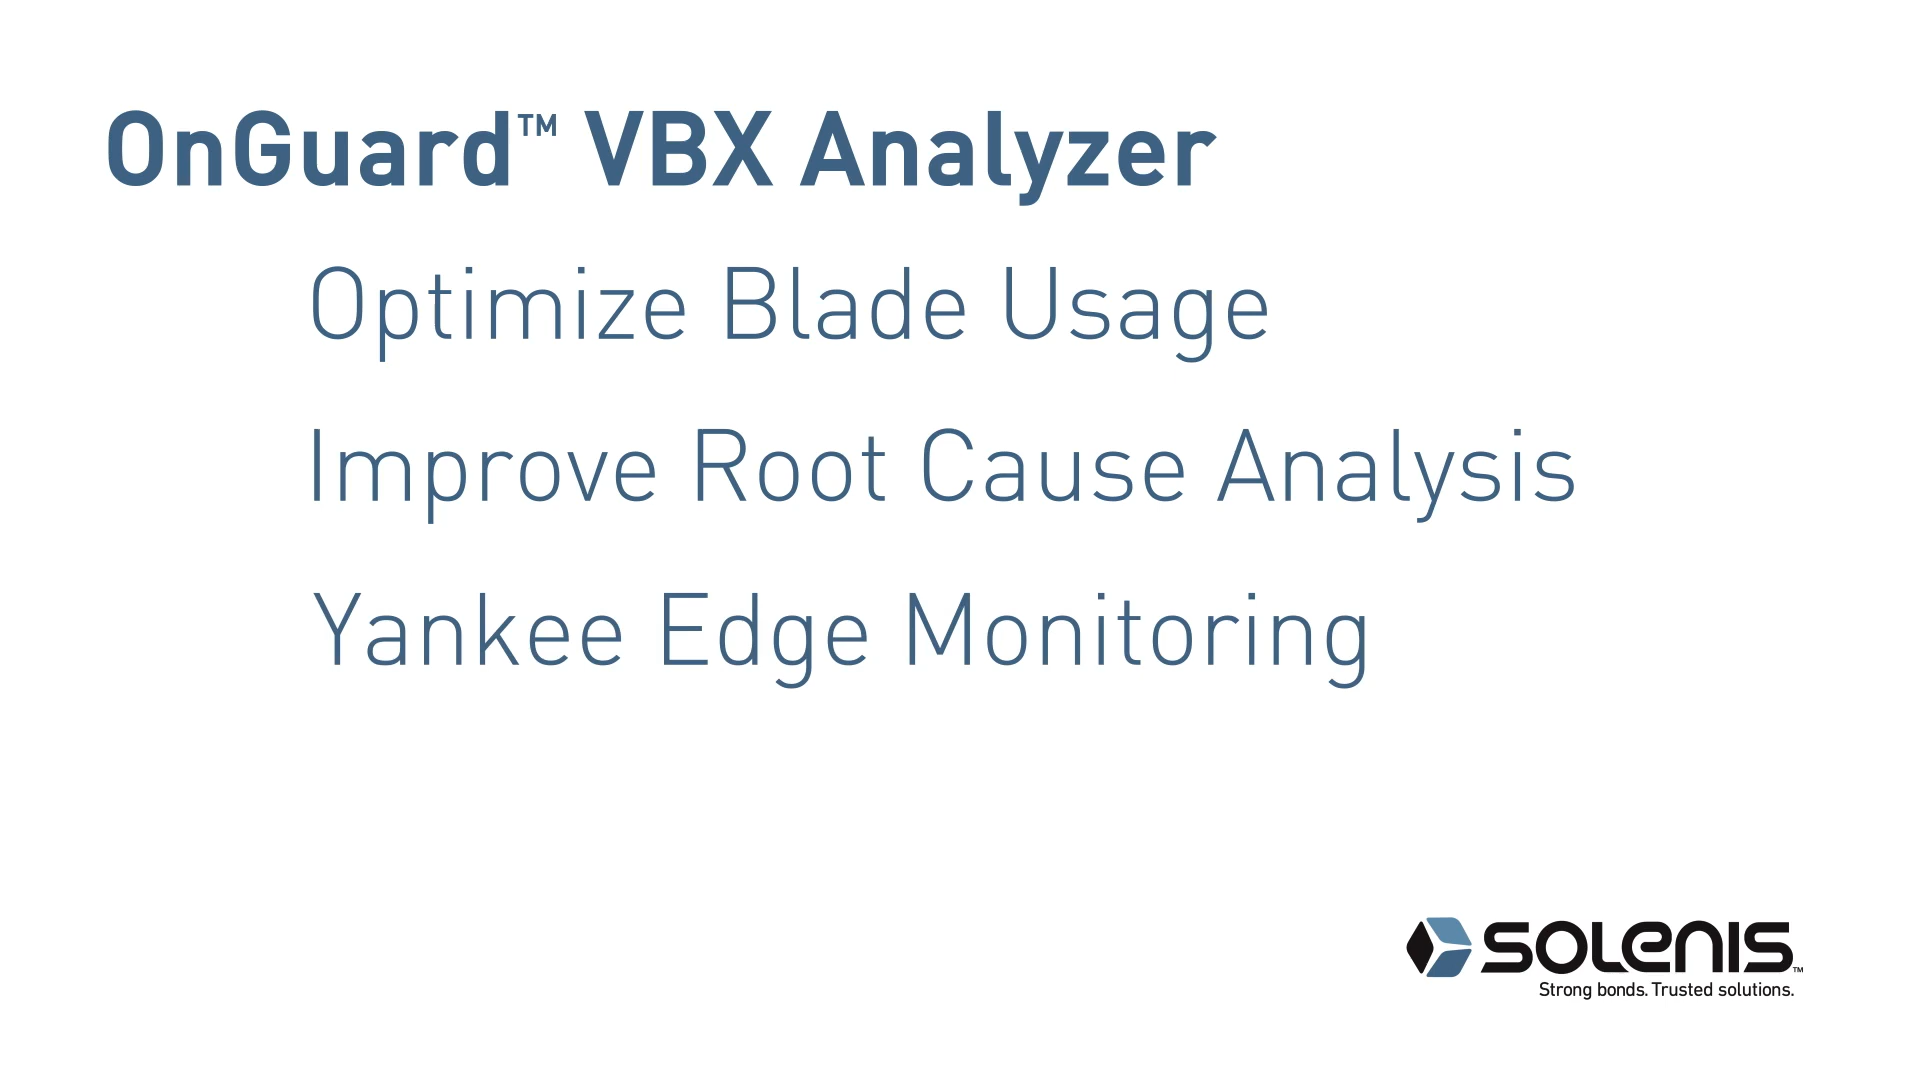 OnGuard™ VBX Analyzer
Optimize Blade Usage
Improve Root Cause Analysis
Yankee Edge Monitoring
SOLENIS™
Strong bonds. Trusted solutions.